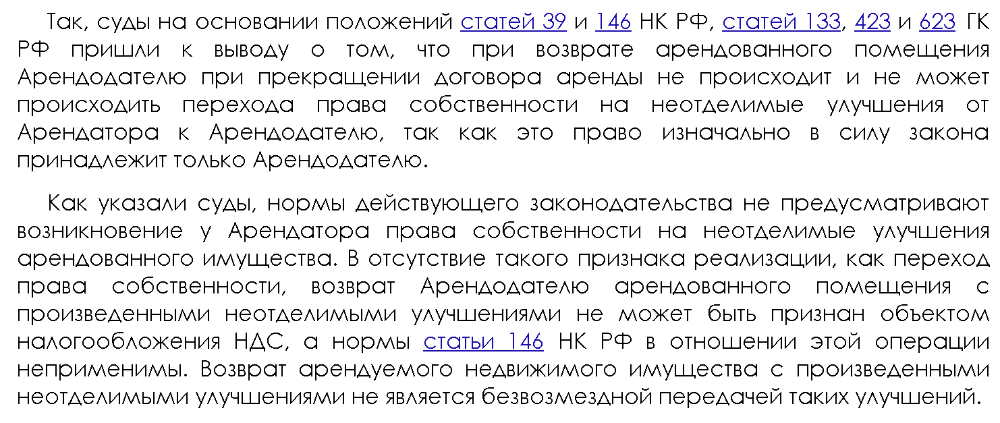 Так, суды на основании положений статей 39 и 146 НК РФ, статей 133, 423 и 623 ГК
РФ пришли к выводу о том, что при возврате арендованного помещения
Арендодателю при прекращении договора аренды не происходит и не может
происходить перехода права собственности на неотделимые улучшения от
Арендатора к Арендодателю, так как это право изначально в силу закона
принадлежит только Арендодателю.
Как указали суды, нормы действующего законодательства не предусматривают
возникновение у Арендатора права собственности на неотделимые улучшения
арендованного имущества. В отсутствие такого признака реализации, как переход
права собственности, возврат Арендодателю арендованного помещения с
произведенными неотделимыми улучшениями не может быть признан объектом
налогообложения НДС, а нормы статьи 146 НК РФ в отношении этой операции
неприменимы. Возврат арендуемого недвижимого имущества с произведенными
неотделимыми улучшениями не является безвозмездной передачей таких улучшений.